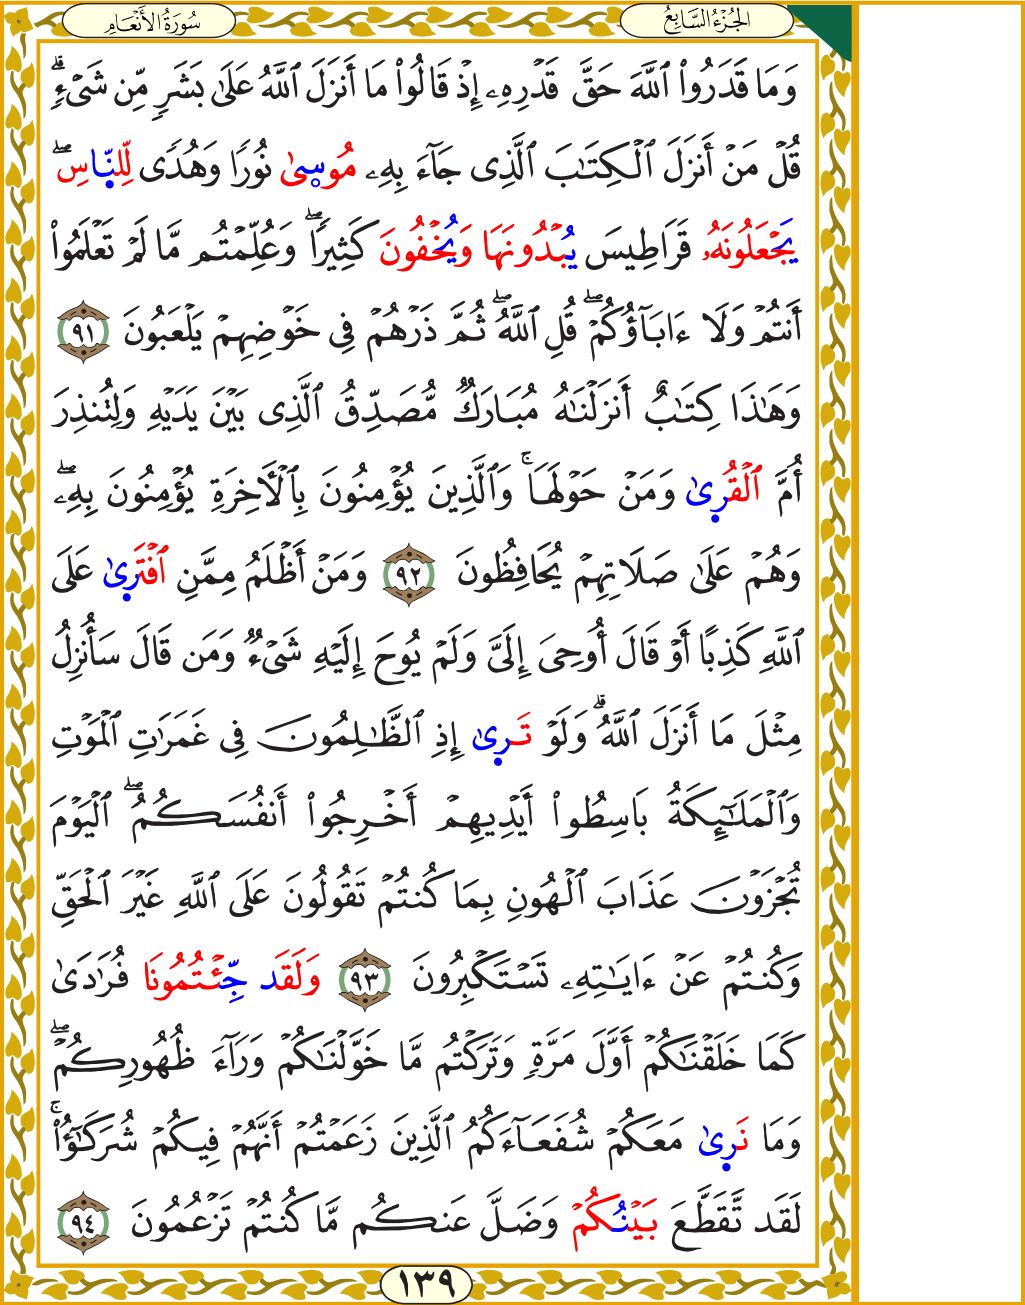 الجُزْءُ السَّابِعُ
سُورَةُ الأَنْعَامِ
وَمَا قَدَرُوا۟ ٱللَّهَ حَقَّ قَدْرِهِۦ إِذْ قَالُوا۟ مَا أَنزَلَ ٱللَّهُ عَلَىٰ بَشَرٍ مِّن شَىْءٍۗ
قُلْ مَنْ أَنزَلَ ٱلْكِتَـٰبَ ٱلَّذِى جَآءَ بِهِۦ مُوسٜىٰ نُورًا وَهُدًى لِّلنّٜاسِۖ
يَجْعَلُونَهُۥ قَرَاطِيسَ يُبْدُونَهَا وَيُخْفُونَ كَثِيرًاۖ وَعُلِّمْتُم مَّا لَمْ تَعْلَمُوا۟
أَنتُمْ وَلَا ءَابَآؤُكُمْۖ قُلِ ٱللَّهُۖ ثُمَّ ذَرْهُمْ فِى خَوْضِهِمْ يَلْعَبُونَ ٩١
وَهَـٰذَا كِتَـٰبٌ أَنزَلْنَـٰهُ مُبَارَكٌ مُّصَدِّقُ ٱلَّذِى بَيْنَ يَدَيْهِ وَلِتُنذِرَ
أُمَّ ٱلْقُرٜىٰ وَمَنْ حَوْلَهَاۚ وَٱلَّذِينَ يُؤْمِنُونَ بِٱلْأَخِرَةِ يُؤْمِنُونَ بِهِۦۖ
وَهُمْ عَلَىٰ صَلَاتِهِمْ يُحَافِظُونَ ٩٢ وَمَنْ أَظْلَمُ مِمَّنِ ٱفْتَرٜىٰ عَلَى
ٱللَّهِ كَذِبًا أَوْ قَالَ أُوحِىَ إِلَىَّ وَلَمْ يُوحَ إِلَيْهِ شَىْءٌ وَمَن قَالَ سَأُنزِلُ
مِثْلَ مَا أَنزَلَ ٱللَّهُۗ وَلَوْ تَرٜىٰ إِذِ ٱلظَّـٰلِمُونَ فِى غَمَرَٰتِ ٱلْمَوْتِ
وَٱلْمَلَـٰٓئِكَةُ بَاسِطُوا۟ أَيْدِيهِمْ أَخْرِجُوا۟ أَنفُسَكُمُۖ ٱلْيَوْمَ
تُجْزَوْنَ عَذَابَ ٱلْهُونِ بِمَا كُنتُمْ تَقُولُونَ عَلَى ٱللَّهِ غَيْرَ ٱلْحَقِّ
وَكُنتُمْ عَنْ ءَايَـٰتِهِۦ تَسْتَكْبِرُونَ ٩٣ وَلَقَد جِّئْتُمُونَا فُرَٰدَىٰ
كَمَا خَلَقْنَـٰكُمْ أَوَّلَ مَرَّةٍ وَتَرَكْتُم مَّا خَوَّلْنَـٰكُمْ وَرَآءَ ظُهُورِكُمْۖ
وَمَا نَرٜىٰ مَعَكُمْ شُفَعَآءَكُمُ ٱلَّذِينَ زَعَمْتُمْ أَنَّهُمْ فِيكُمْ شُرَكَـٰٓؤُا۟ۚ
لَقَد تَّقَطَّعَ بَيْنُكُمْ وَضَلَّ عَنكُم مَّا كُنتُمْ تَزْعُمُونَ ٩٤
١٣٩